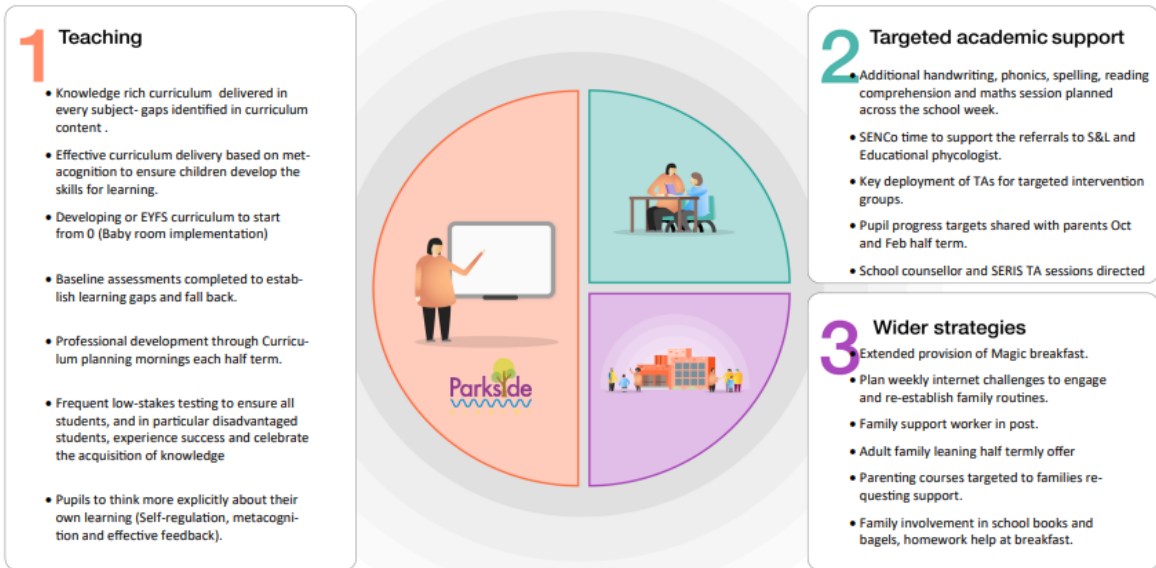 1 Teaching
• Knowledge rich curriculum delivered in
every subject- gaps identified in curriculum
content .
• Effective curriculum delivery based on met-
acognition to ensure children develop the
skills for learning.
• Developing or EYFS curriculum to start
from 0 (Baby room implementation)
• Baseline assessments completed to estab-
lish learning gaps and fall back.
• Professional development through Curricu-
lum planning mornings each half term.
• Frequent low-stakes testing to ensure all
students, and in particular disadvantaged
students, experience success and celebrate
the acquisition of knowledge
• Pupils to think more explicitly about their
own learning (Self-regulation, metacogni-
tion and effective feedback).
Parkside
2 Targeted academic support
• Additional handwriting, phonics, spelling, reading
comprehension and maths session planned
across the school week.
• SENCo time to support the referrals to S&L and
Educational phycologist.
• Key deployment of TAs for targeted intervention
groups.
• Pupil progress targets shared with parents Oct
and Feb half term.
• School counsellor and SERIS TA sessions directed
3 Wider strategies
• Extended provision of Magic breakfast.
• Plan weekly internet challenges to engage
and re-establish family routines.
• Family support worker in post.
• Adult family leaning half termly offer
• Parenting courses targeted to families re-
questing support.
• Family involvement in school books and
bagels, homework help at breakfast.